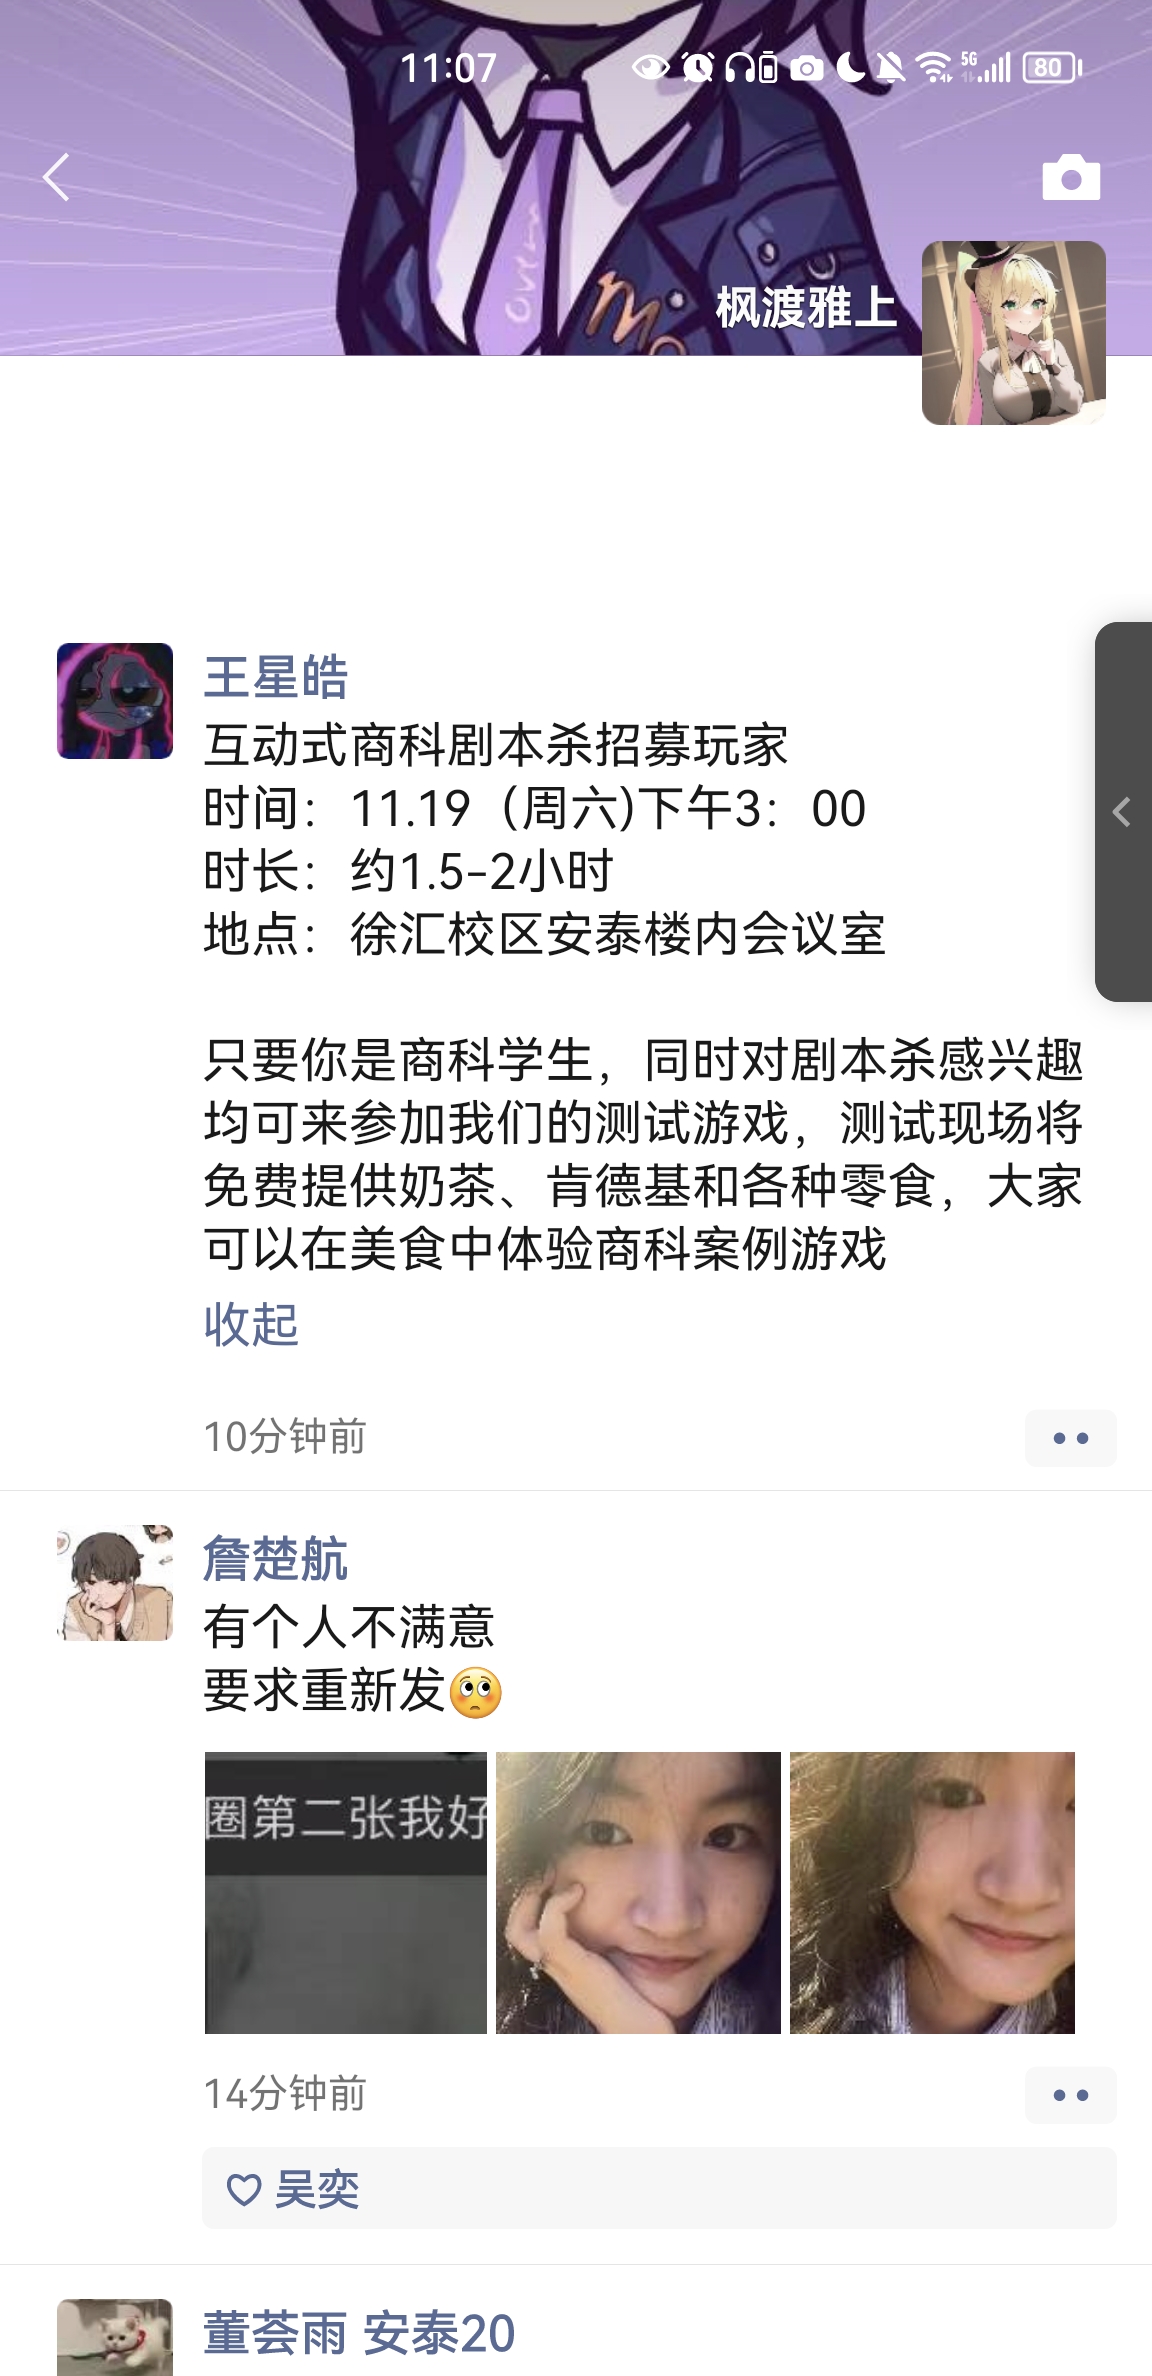 11:07
5G
80
枫渡雅上
王星皓
互动式商科剧本杀招募玩家
时间：11.19（周六)下午3：00
时长：约1.5-2小时
地点：徐汇校区安泰楼内会议室
只要你是商科学生，同时对剧本杀感兴趣
均可来参加我们的测试游戏，测试现场将
免费提供奶茶、肯德基和各种零食，大家
可以在美食中体验商科案例游戏
收起
10分钟前
詹楚航
有个人不满意
要求重新发🥺
圈第二张我好
14分钟前
吴奕
董荟雨 安泰20